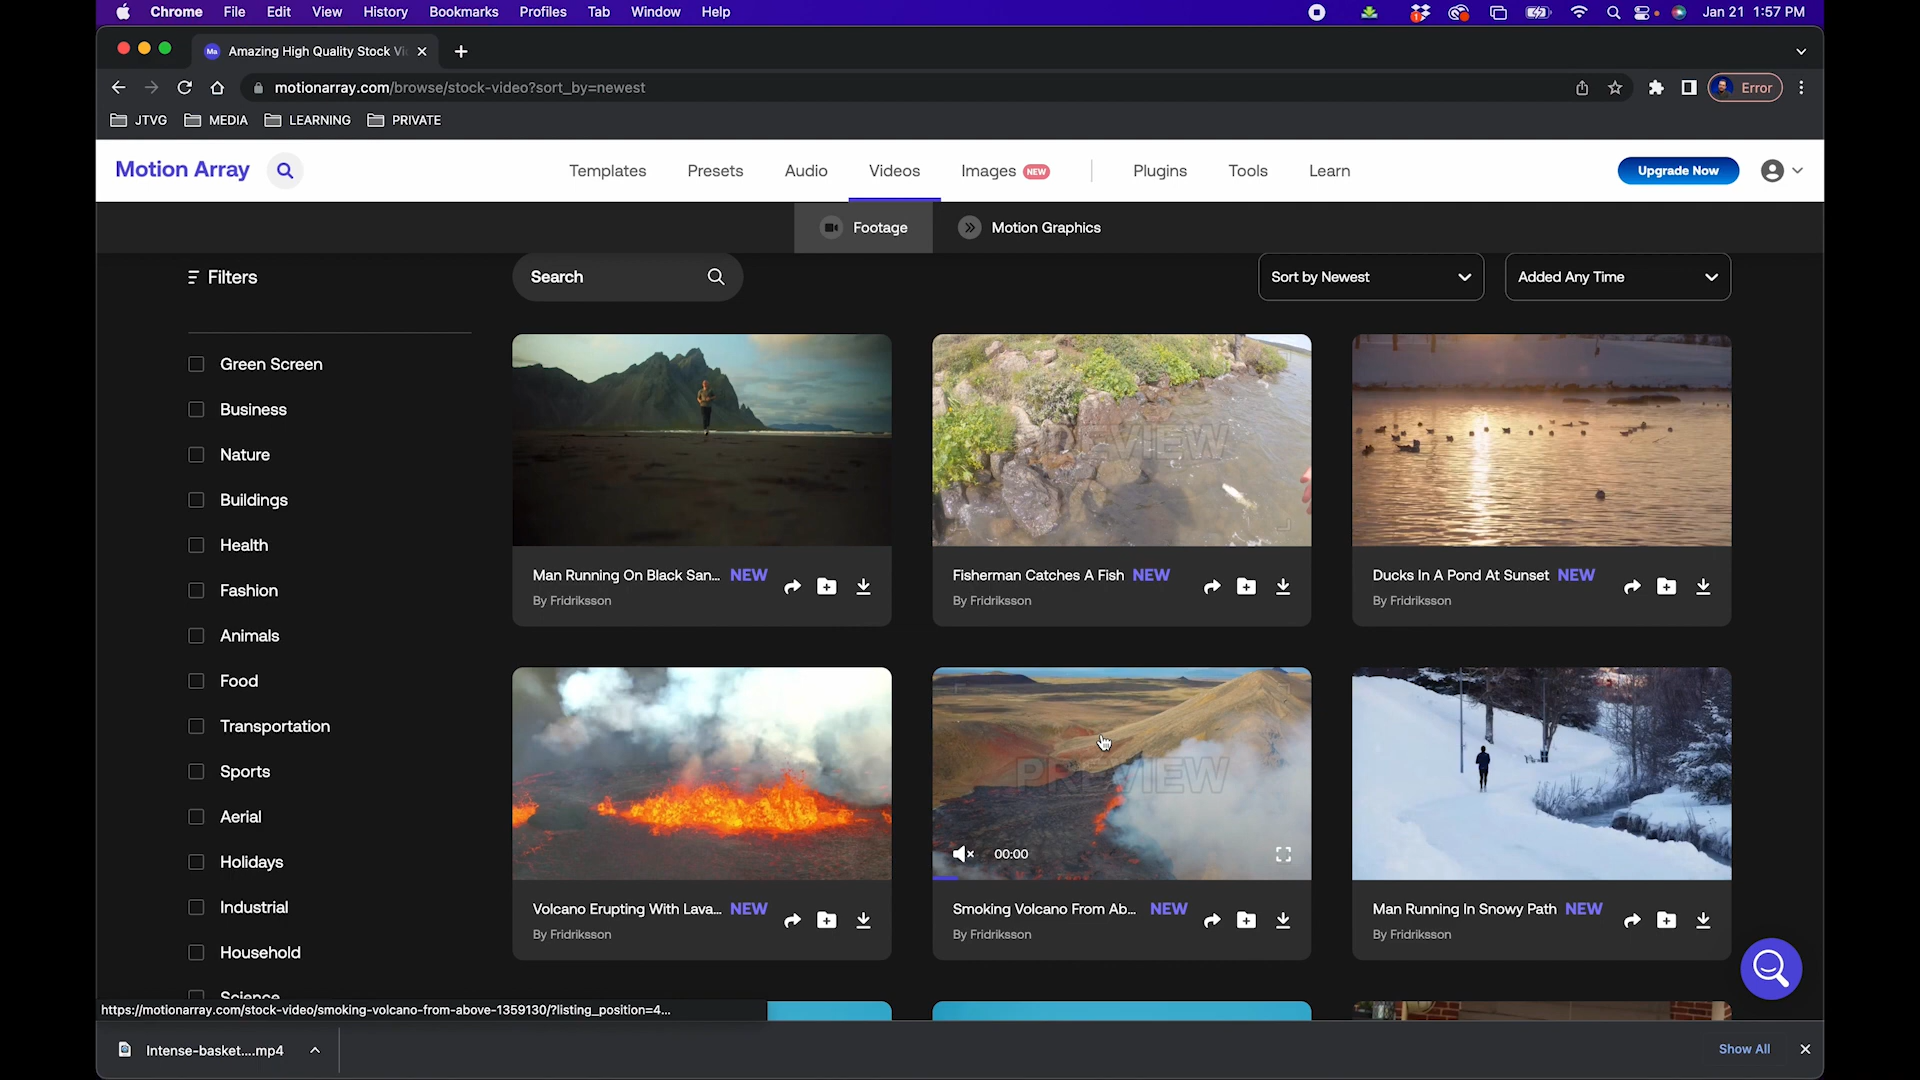 Chrome File Edit View History Bookmarks Profiles Tab Window Help Jan 21 1:57 PM
Ma Amazing High Quality Stock Vi
motionarray.com/browse/stock-video?sort_by=newest Error
JTVG MEDIA LEARNING PRIVATE
Motion Array Templates Presets Audio Videos Images NEW Plugins Tools Learn Upgrade Now
Footage Motion Graphics
Filters Search Sort by Newest Added Any Time
Green Screen
Business
Nature
Buildings
Health
Fashion
Animals
Food
Transportation
Sports
Aerial
Holidays
Industrial
Household
Science
PREVIEW
Man Running On Black San... NEW
By Fridriksson
Fisherman Catches A Fish NEW
By Fridriksson
Ducks In A Pond At Sunset NEW
By Fridriksson
PREVIEW
00:00
Volcano Erupting With Lava... NEW
By Fridriksson
Smoking Volcano From Ab... NEW
By Fridriksson
Man Running In Snowy Path NEW
By Fridriksson
https://motionarray.com/stock-video/smoking-volcano-from-above-1359130/?listing_position=4...
Intense-basket....mp4 Show All